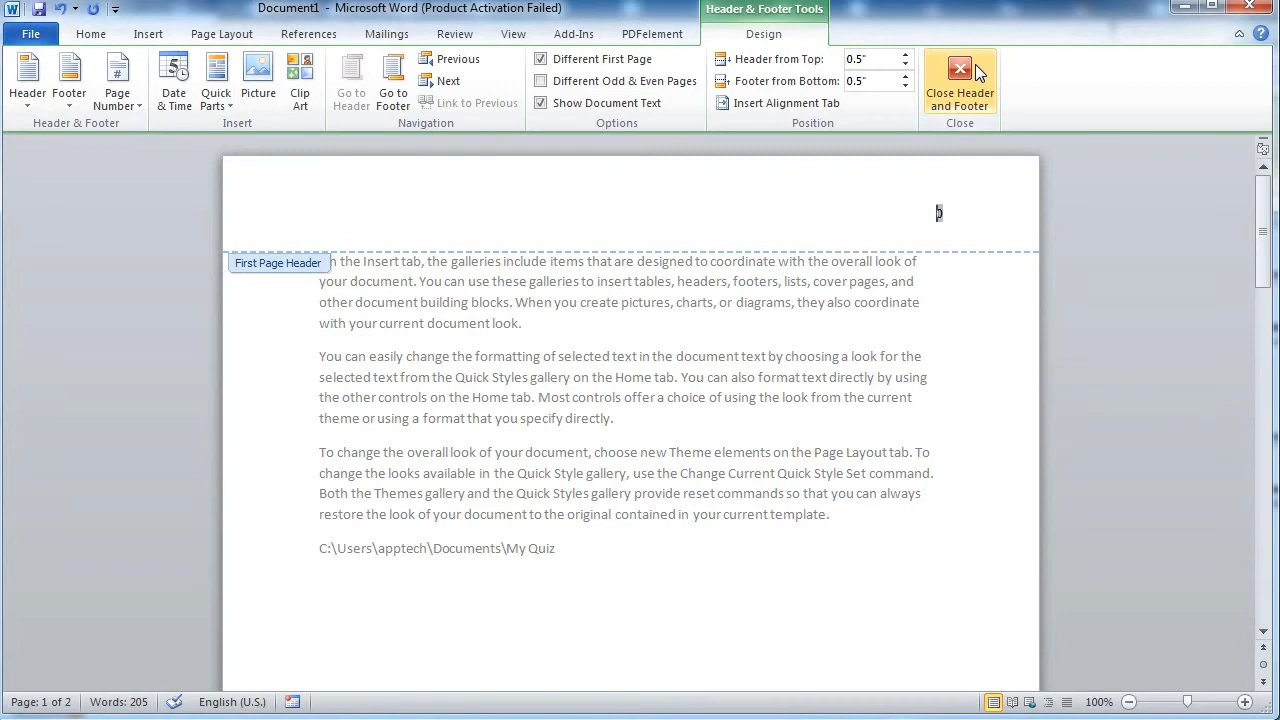 Document1 - Microsoft Word (Product Activation Failed)
Header & Footer Tools
File Home Insert Page Layout References Mailings Review View Add-Ins PDFelement Design
Header
Footer
Page Number
Header & Footer
Date & Time
Quick Parts
Picture
Clip Art
Insert
Go to Header
Go to Footer
Previous
Next
Link to Previous
Navigation
Different First Page
Different Odd & Even Pages
Show Document Text
Options
Header from Top: 0.5"
Footer from Bottom: 0.5"
Insert Alignment Tab
Position
Close Header and Footer
Close
First Page Header
the Insert tab, the galleries include items that are designed to coordinate with the overall look of
your document. You can use these galleries to insert tables, headers, footers, lists, cover pages, and
other document building blocks. When you create pictures, charts, or diagrams, they also coordinate
with your current document look.
You can easily change the formatting of selected text in the document text by choosing a look for the
selected text from the Quick Styles gallery on the Home tab. You can also format text directly by using
the other controls on the Home tab. Most controls offer a choice of using the look from the current
theme or using a format that you specify directly.
To change the overall look of your document, choose new Theme elements on the Page Layout tab. To
change the looks available in the Quick Style gallery, use the Change Current Quick Style Set command.
Both the Themes gallery and the Quick Styles gallery provide reset commands so that you can always
restore the look of your document to the original contained in your current template.
C:\Users\apptech\Documents\My Quiz
Page: 1 of 2 Words: 205 English (U.S.) 100%